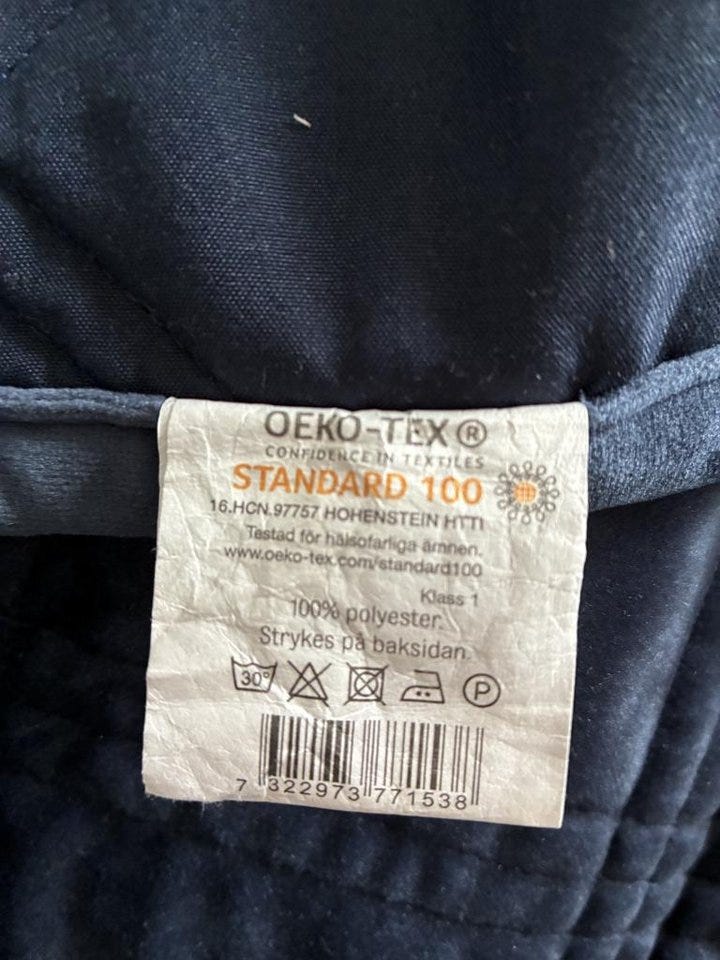 OEKO-TEX®
CONFIDENCE IN TEXTILES
STANDARD 100
16.HCN.97757 HOHENSTEIN HTTI
Testad för hälsofarliga ämnen.
www.oeko-tex.com/standard100
Klass 1
100% polyester.
Strykes på baksidan.
30° P
7 322973 771538